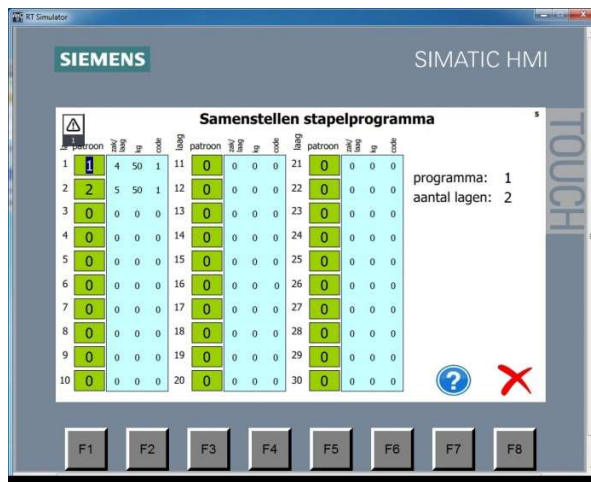 RT Simulator
SIEMENS
SIMATIC HMI
TOUCH
Samenstellen stapelprogramma
5
1
patroon zak/laag kg code laag patroon zak/laag kg code laag patroon zak/laag kg code
1 1 4 50 1 11 0 0 0 0 21 0 0 0 0
2 2 5 50 1 12 0 0 0 0 22 0 0 0 0
3 0 0 0 0 13 0 0 0 0 23 0 0 0 0
4 0 0 0 0 14 0 0 0 0 24 0 0 0 0
5 0 0 0 0 15 0 0 0 0 25 0 0 0 0
6 0 0 0 0 16 0 0 0 0 26 0 0 0 0
7 0 0 0 0 17 0 0 0 0 27 0 0 0 0
8 0 0 0 0 18 0 0 0 0 28 0 0 0 0
9 0 0 0 0 19 0 0 0 0 29 0 0 0 0
10 0 0 0 0 20 0 0 0 0 30 0 0 0 0
programma: 1
aantal lagen: 2
?
F1 F2 F3 F4 F5 F6 F7 F8